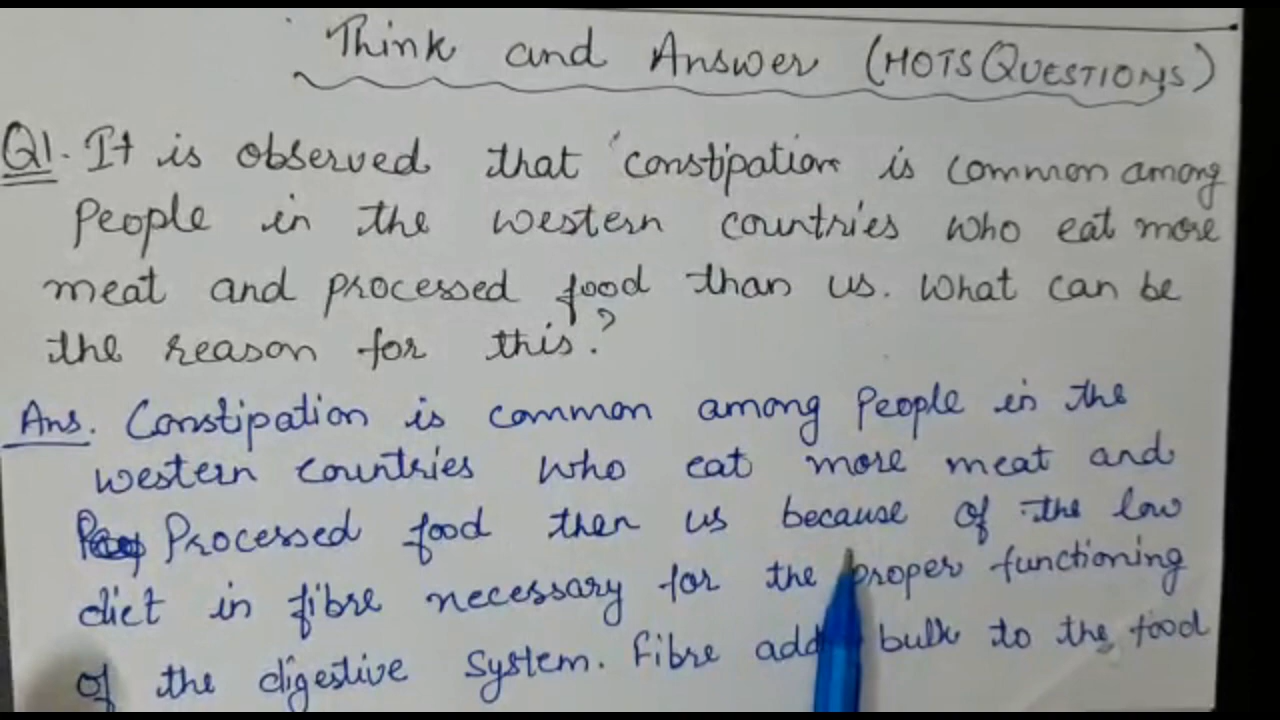 Think and Answer (HOTS QUESTIONS)
Q1. It is observed that constipation is common among
People in the western countries who eat more
meat and processed food than us. What can be
the reason for this?
Ans. Constipation is common among People in the
western countries who eat more meat and
Processed food then us because of the low
diet in fibre necessary for the proper functioning
of the digestive system. Fibre add bulk to the food